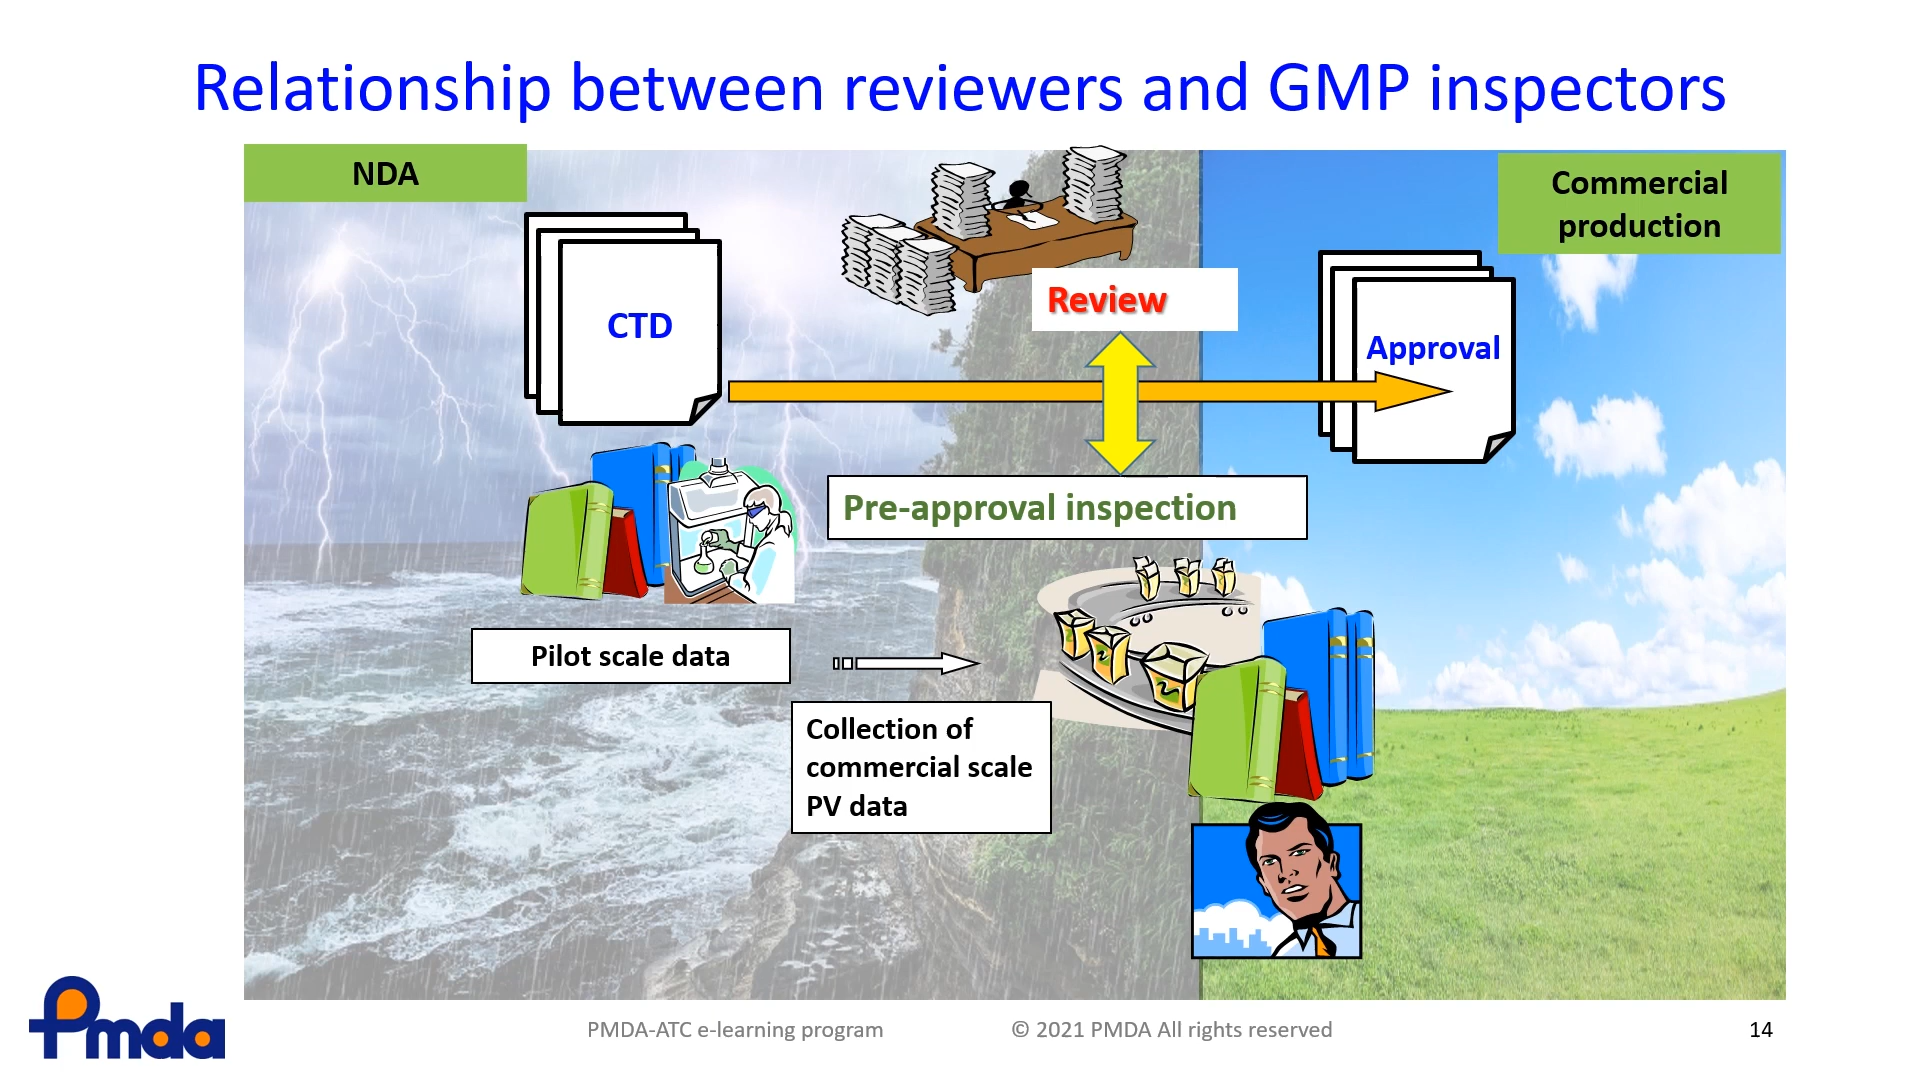 Relationship between reviewers and GMP inspectors
NDA
Commercial
production
CTD
Review
Approval
Pre-approval inspection
Pilot scale data
Collection of
commercial scale
PV data
Pmda
PMDA-ATC e-learning program
© 2021 PMDA All rights reserved
14